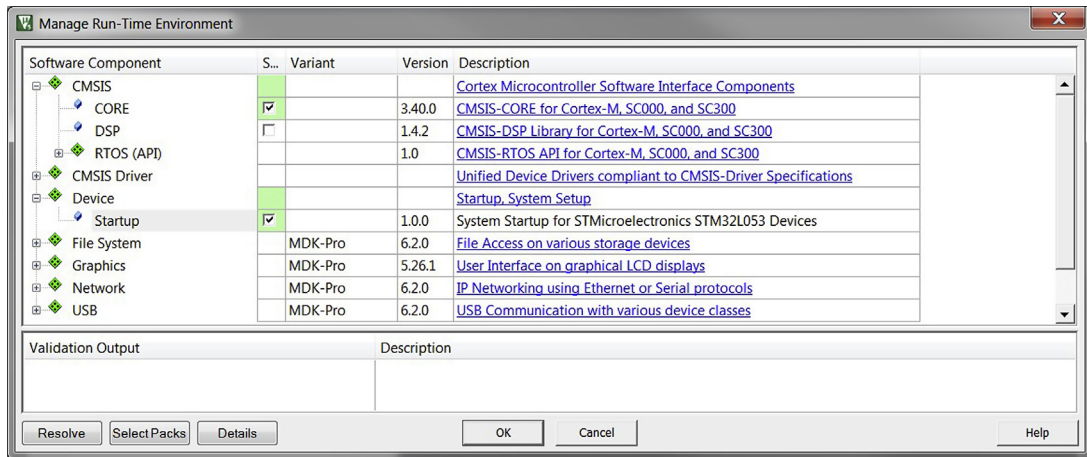 Manage Run-Time Environment
Software Component S... Variant Version Description
CMSIS Cortex Microcontroller Software Interface Components
CORE 3.40.0 CMSIS-CORE for Cortex-M, SC000, and SC300
DSP 1.4.2 CMSIS-DSP Library for Cortex-M, SC000, and SC300
RTOS (API) 1.0 CMSIS-RTOS API for Cortex-M, SC000, and SC300
CMSIS Driver Unified Device Drivers compliant to CMSIS-Driver Specifications
Device Startup, System Setup
Startup 1.0.0 System Startup for STMicroelectronics STM32L053 Devices
File System MDK-Pro 6.2.0 File Access on various storage devices
Graphics MDK-Pro 5.26.1 User Interface on graphical LCD displays
Network MDK-Pro 6.2.0 IP Networking using Ethernet or Serial protocols
USB MDK-Pro 6.2.0 USB Communication with various device classes
Validation Output Description
Resolve Select Packs Details OK Cancel Help